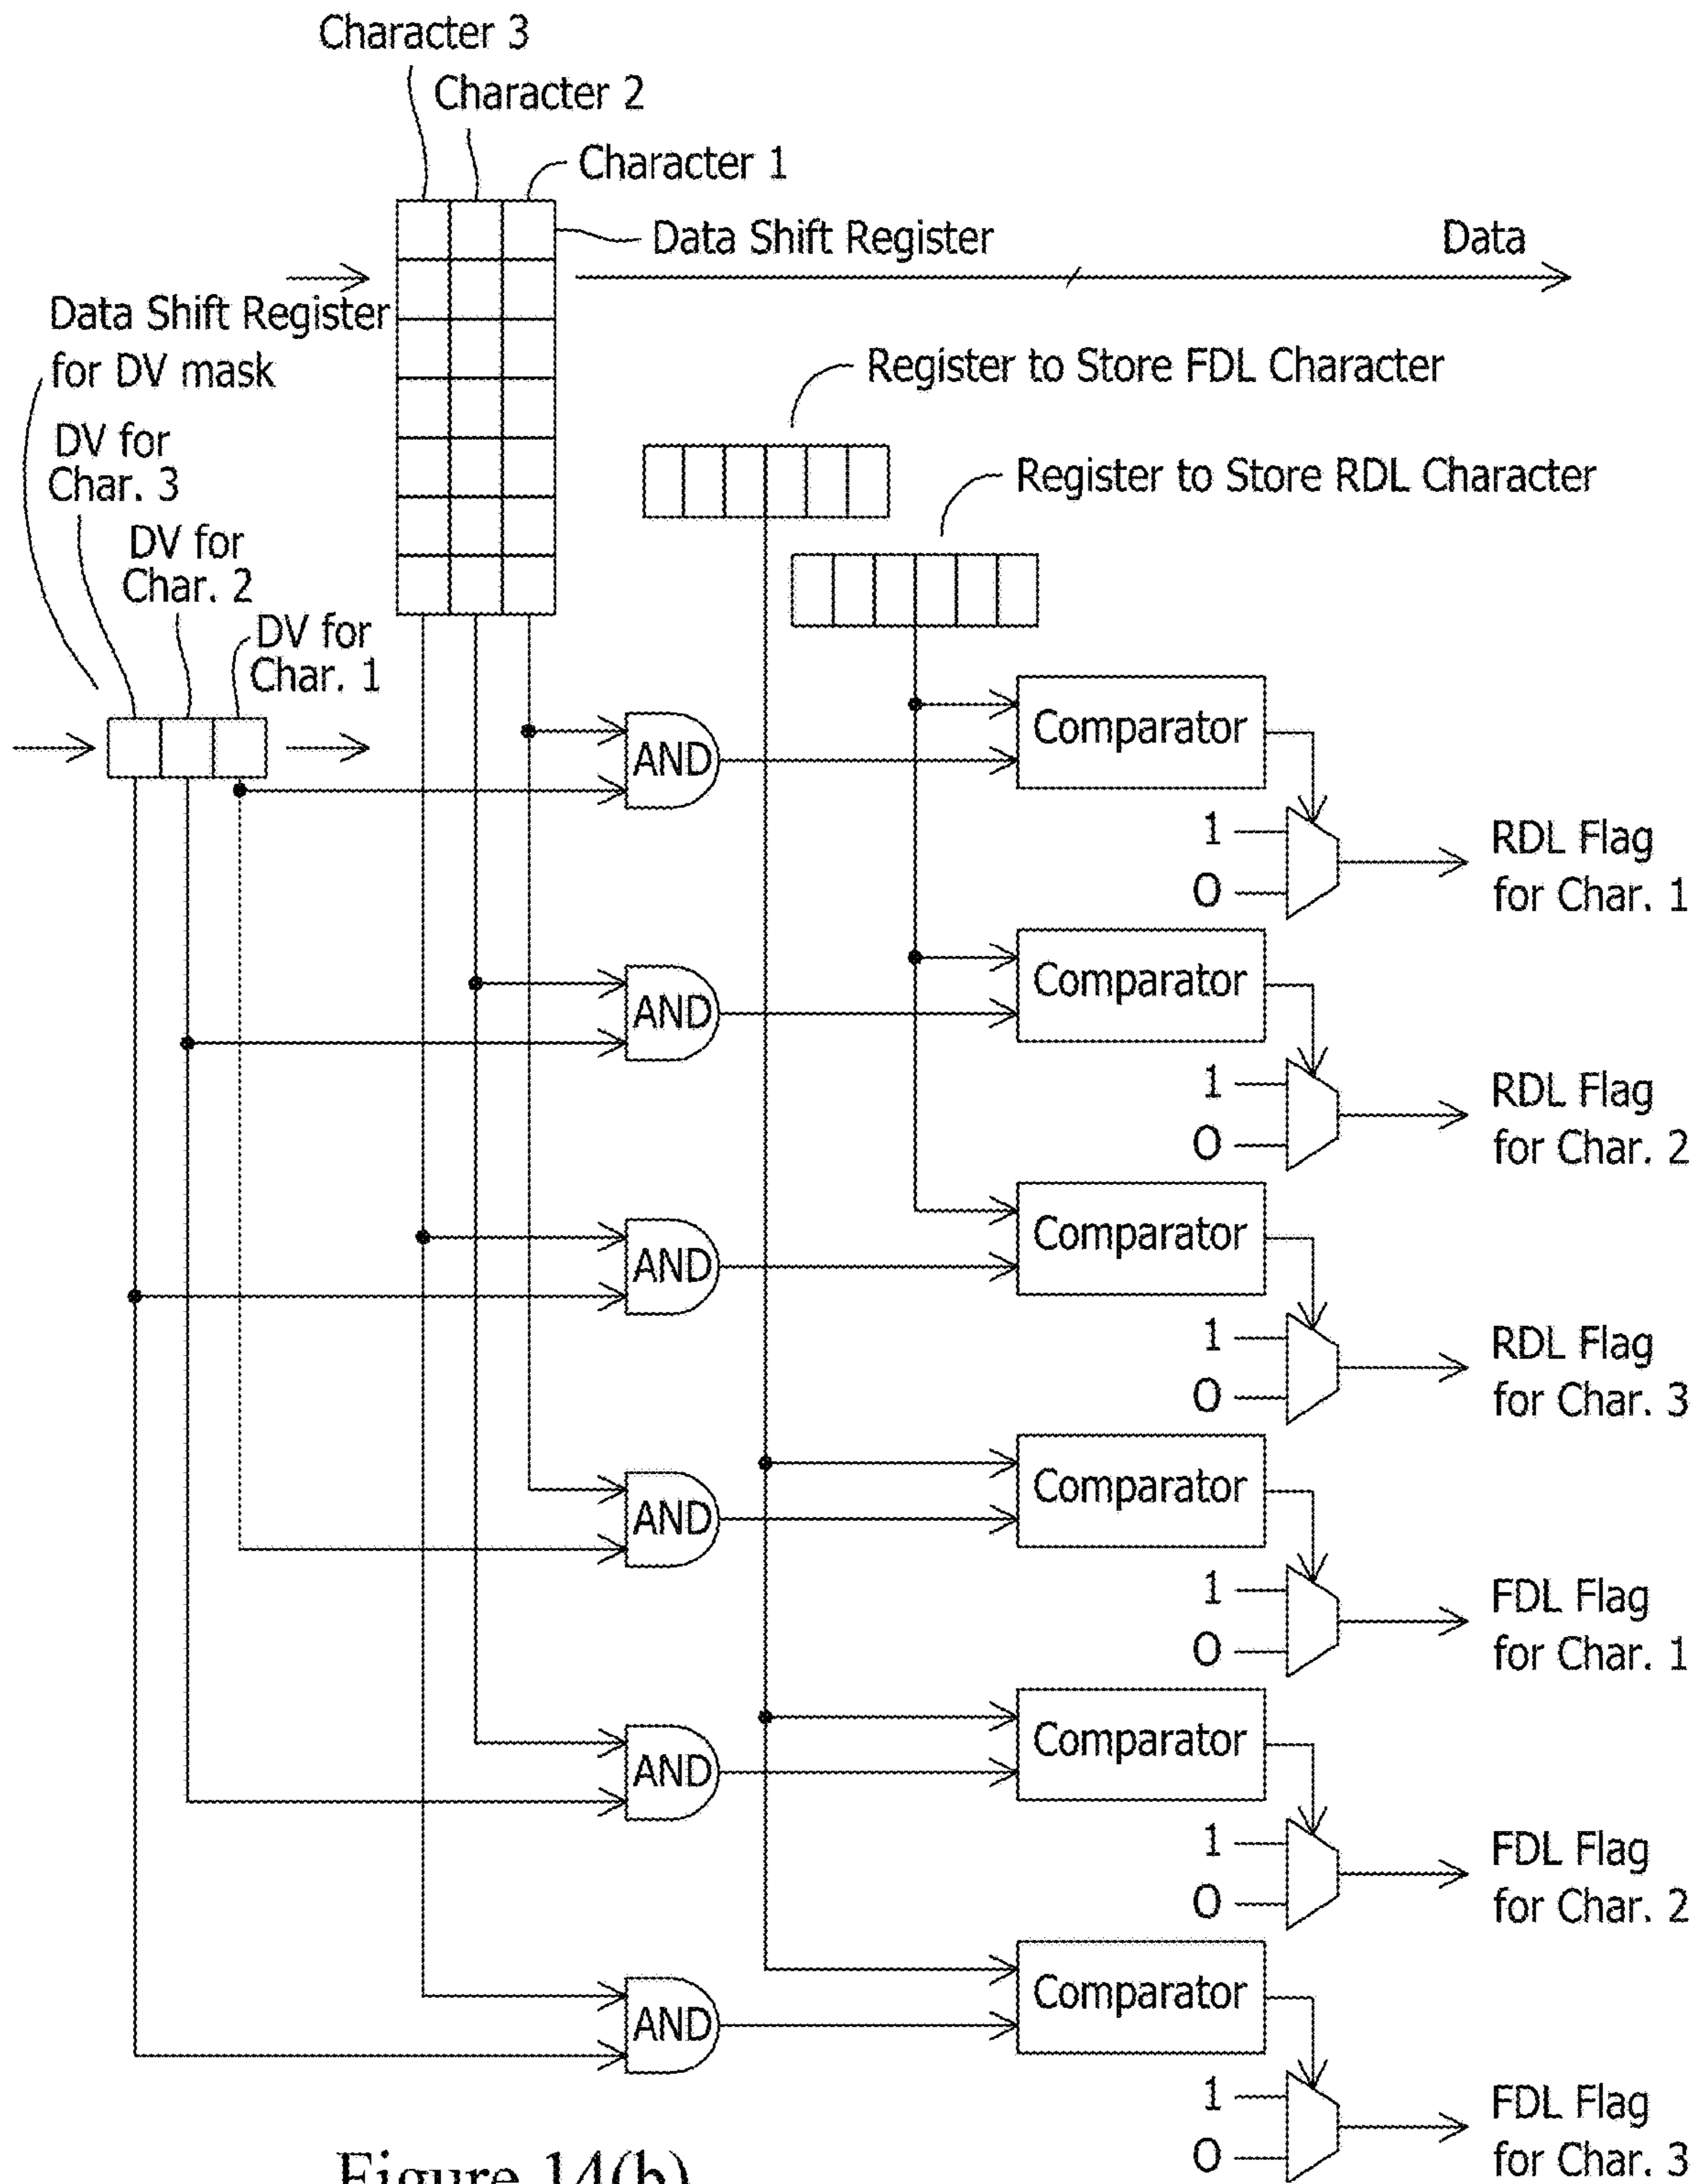 Character 3
Character 2
Character 1
Data Shift Register
Data
Data Shift Register
for DV mask
Register to Store FDL Character
DV for
Char. 3
Register to Store RDL Character
DV for
Char. 2
DV for
Char. 1
AND
Comparator
1
0
RDL Flag
for Char. 1
AND
Comparator
1
0
RDL Flag
for Char. 2
AND
Comparator
1
0
RDL Flag
for Char. 3
AND
Comparator
1
0
FDL Flag
for Char. 1
AND
Comparator
1
0
FDL Flag
for Char. 2
AND
Comparator
1
0
FDL Flag
for Char. 3
Figure 14(b)